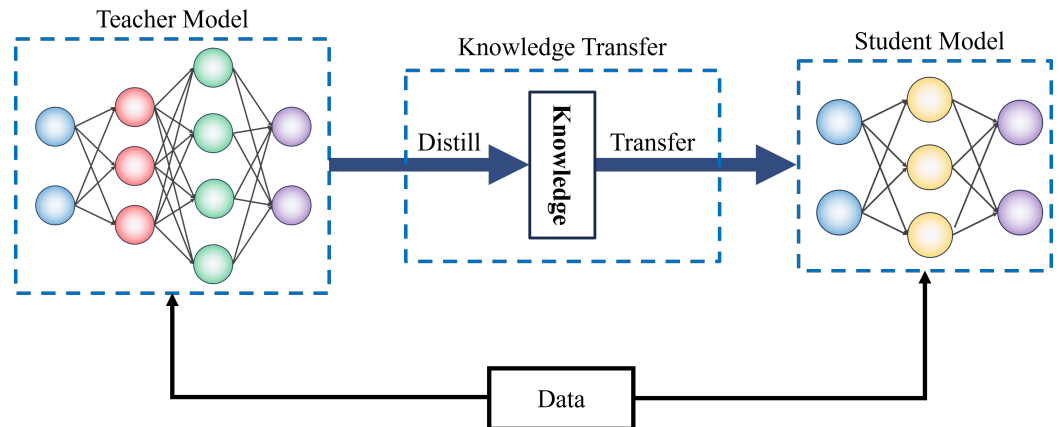 Teacher Model
Knowledge Transfer
Student Model
Distill
Knowledge
Transfer
Data